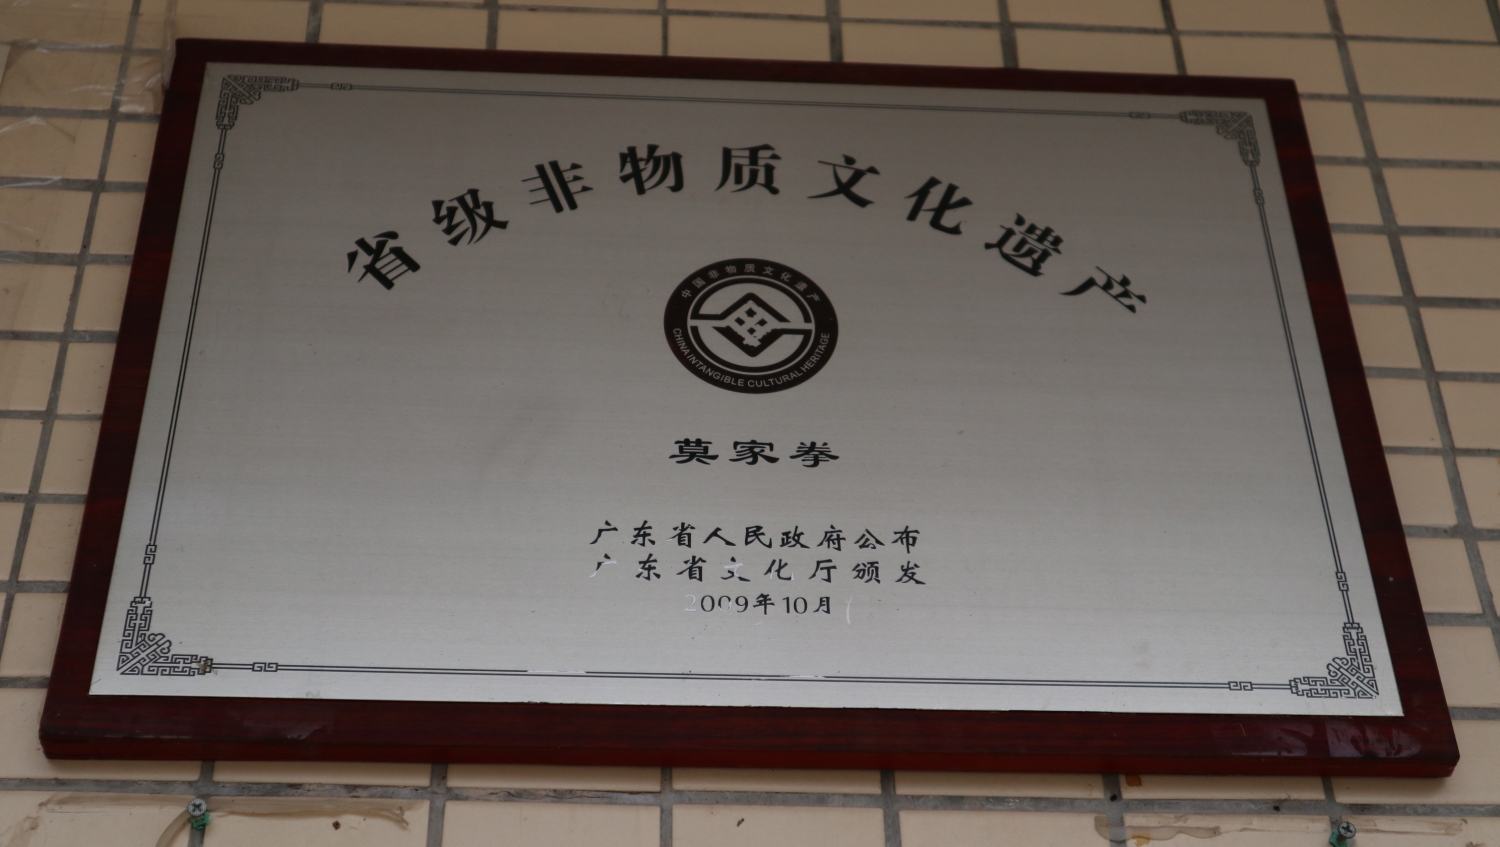 省级非物质文化遗产
中国非物质文化遗产
CHINA INTANGIBLE CULTURAL HERITAGE
莫家拳
广东省人民政府公布
广东省文化厅颁发
2009年10月